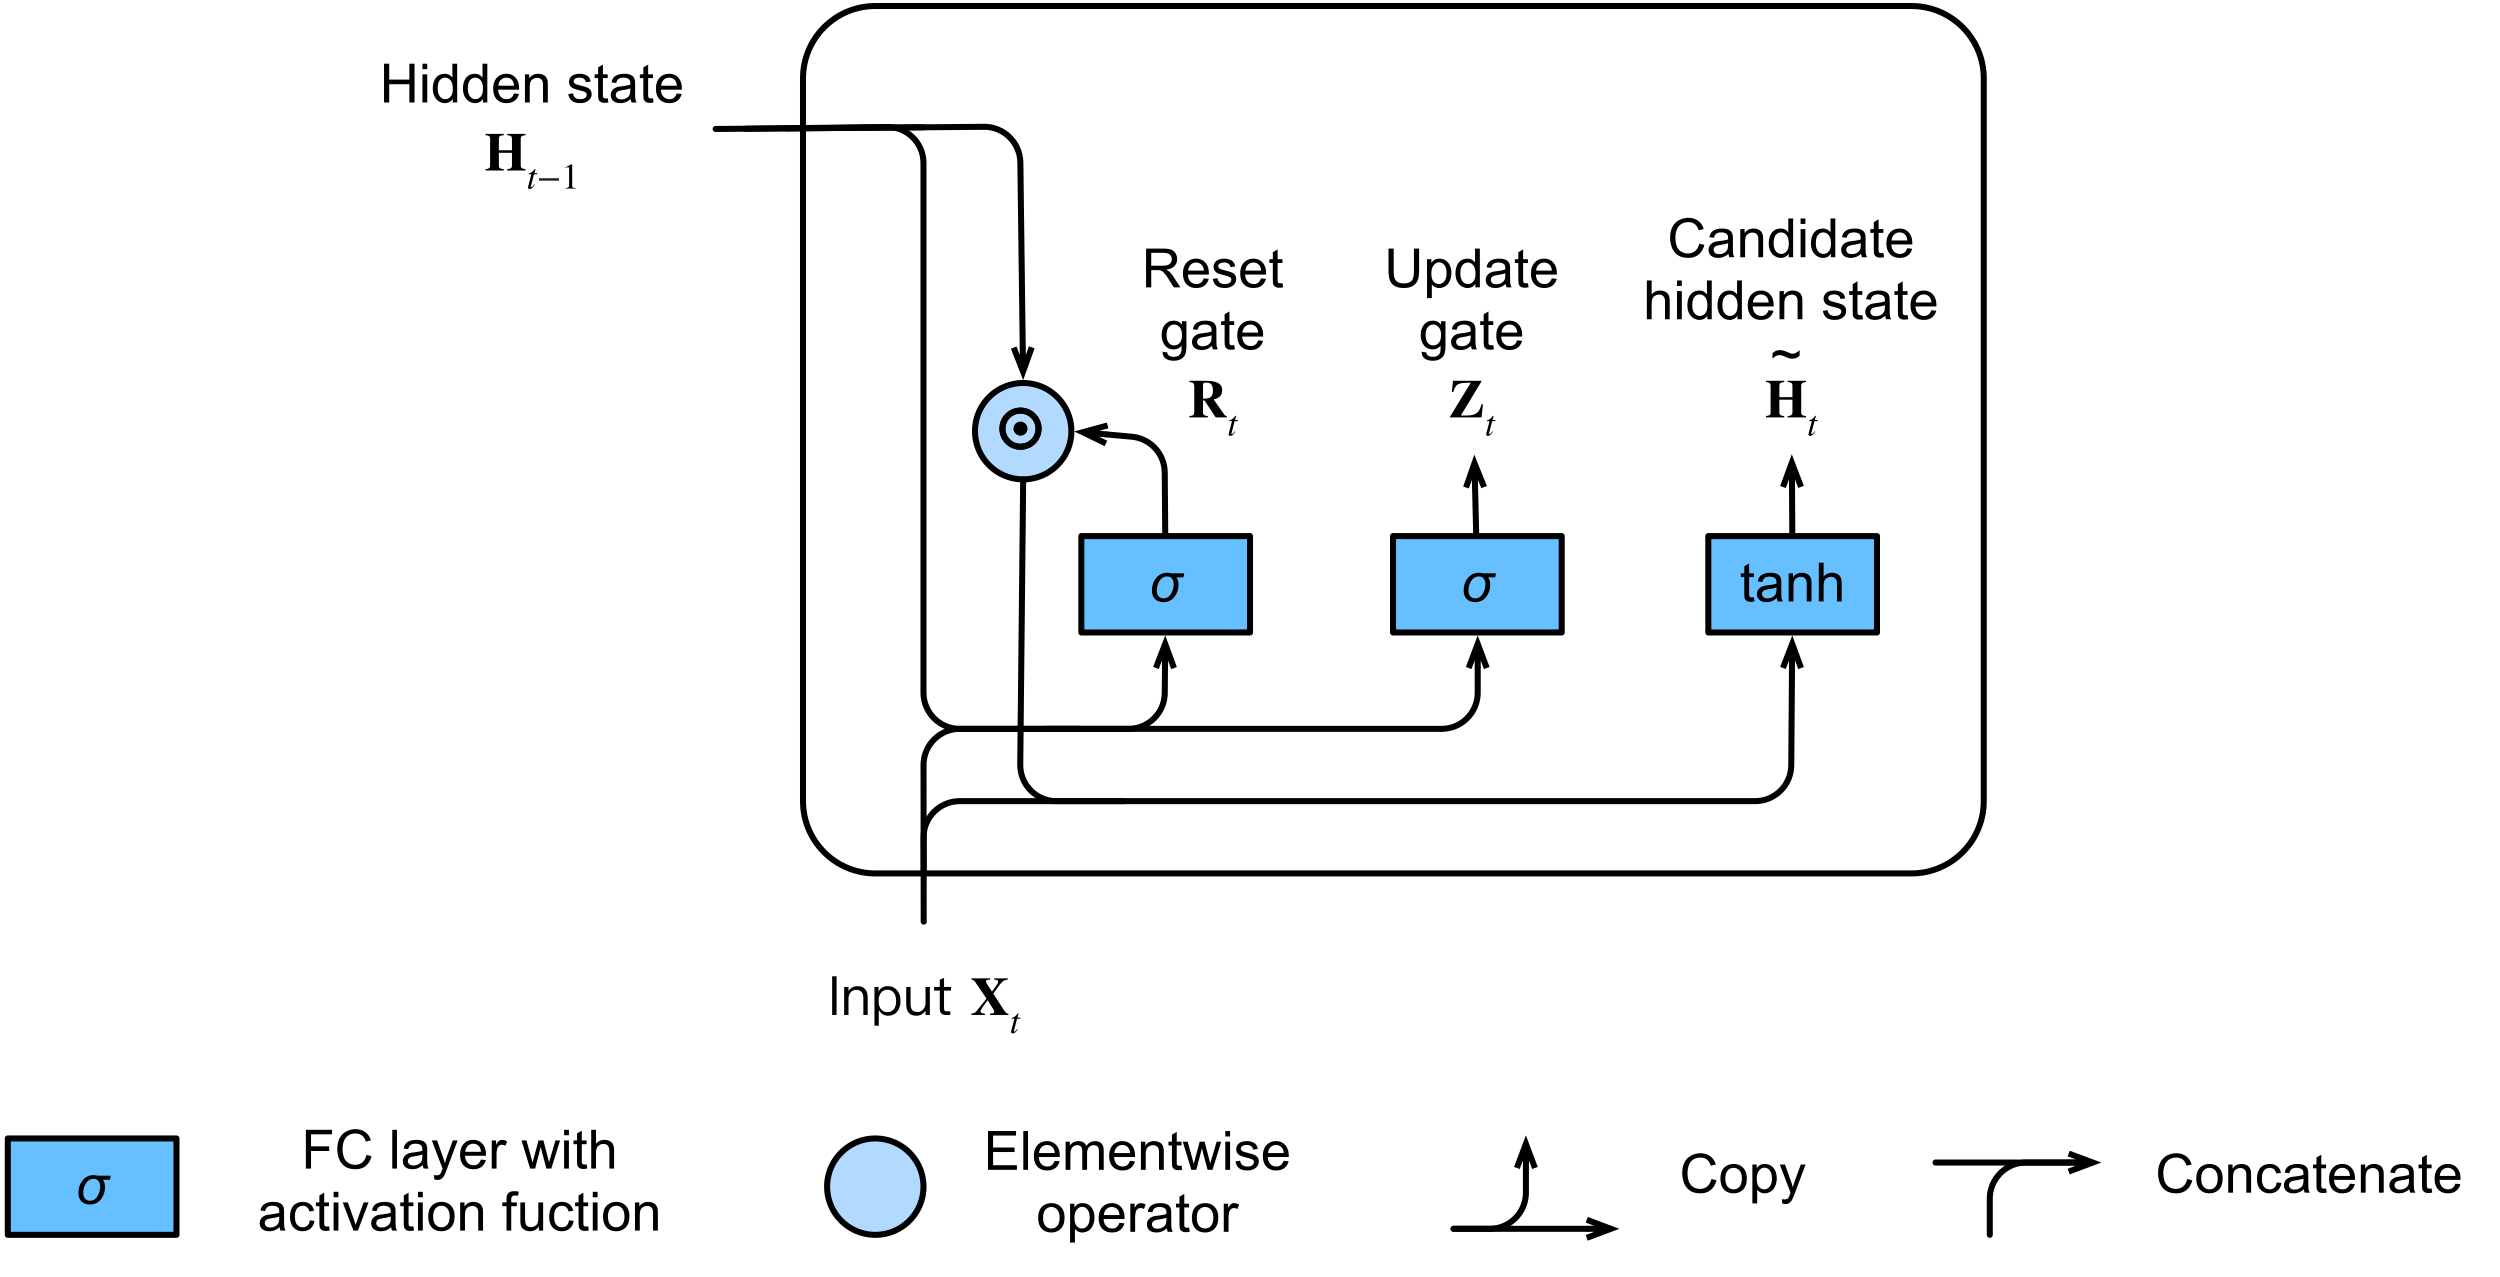 Hidden state
H_{t−1}
Reset
gate
R_t
Update
gate
Z_t
Candidate
hidden state
H̃_t
σ
σ
tanh
Input X_t
σ
FC layer with
activation function
Elementwise
operator
Copy
Concatenate